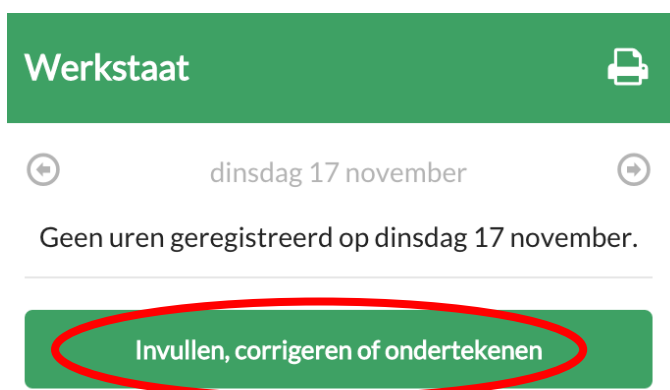 Werkstaat
dinsdag 17 november
Geen uren geregistreerd op dinsdag 17 november.
Invullen, corrigeren of ondertekenen